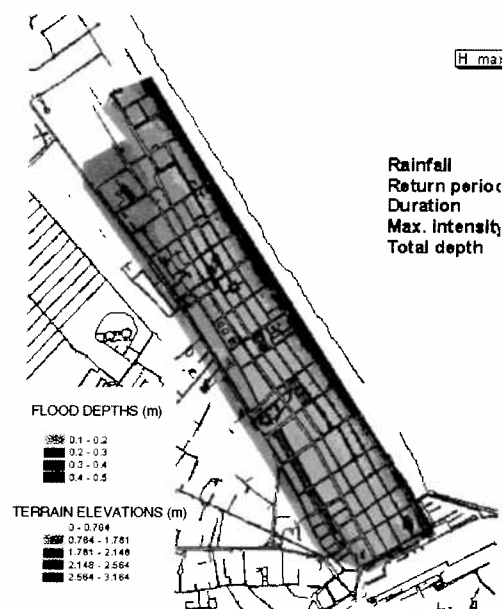 H_max
Rainfall
Return period
Duration
Max. intensity
Total depth
FLOOD DEPTHS (m)
0.1 - 0.2
0.2 - 0.3
0.3 - 0.4
0.4 - 0.5
TERRAIN ELEVATIONS (m)
0 - 0.784
0.784 - 1.781
1.781 - 2.148
2.148 - 2.564
2.564 - 3.164